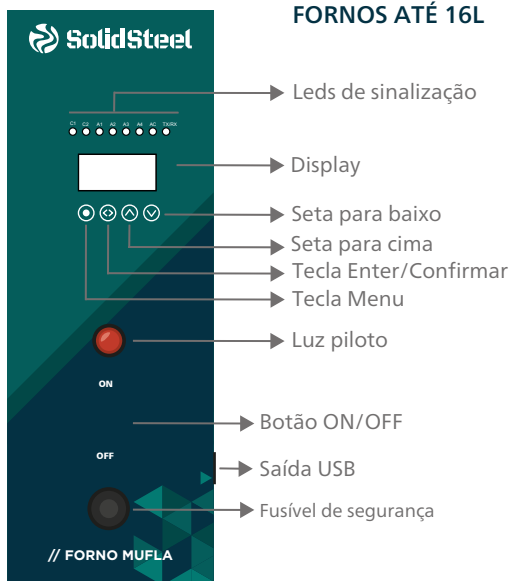 FORNOS ATÉ 16L
SolidSteel
Leds de sinalização
C1 C2 A1 A2 A3 A4 AC TX/RX
Display
Seta para baixo
Seta para cima
Tecla Enter/Confirmar
Tecla Menu
Luz piloto
ON
Botão ON/OFF
OFF
Saída USB
Fusível de segurança
// FORNO MUFLA